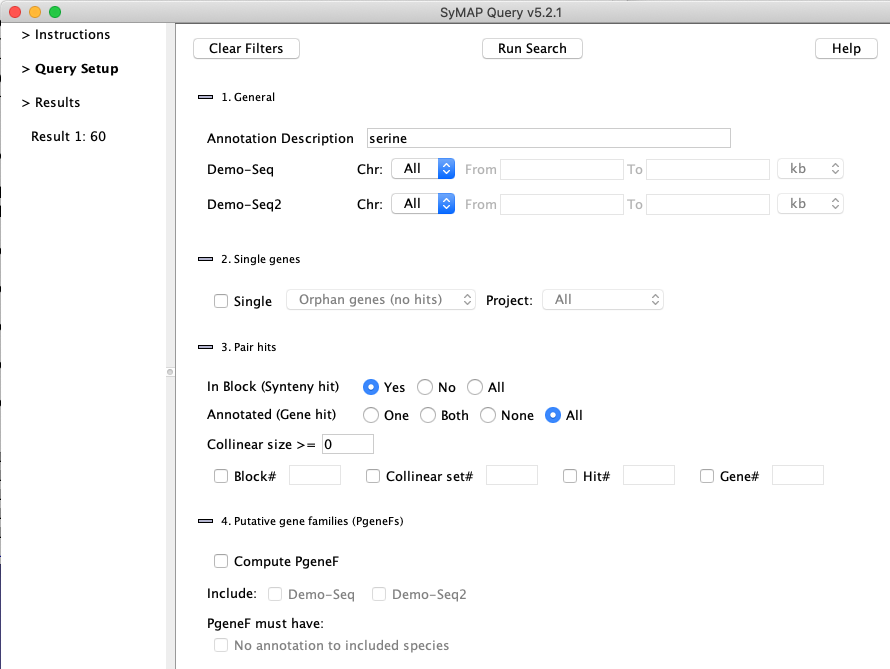 SyMAP Query v5.2.1
> Instructions
> Query Setup
> Results
Result 1: 60
Clear Filters Run Search Help
1. General
Annotation Description serine
Demo-Seq Chr: All From To kb
Demo-Seq2 Chr: All From To kb
2. Single genes
Single Orphan genes (no hits) Project: All
3. Pair hits
In Block (Synteny hit) Yes No All
Annotated (Gene hit) One Both None All
Collinear size >= 0
Block# Collinear set# Hit# Gene#
4. Putative gene families (PgeneFs)
Compute PgeneF
Include: Demo-Seq Demo-Seq2
PgeneF must have:
No annotation to included species